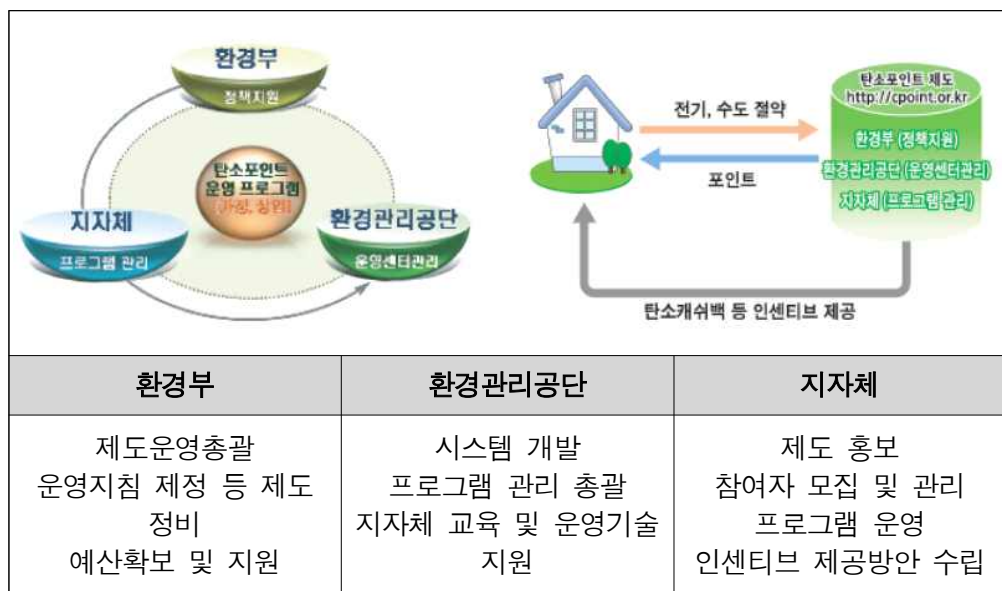 환경부
정책지원
탄소포인트
운영 프로그램
(가정, 상업)
지자체
프로그램 관리
환경관리공단
운영센터관리
전기, 수도 절약
포인트
탄소포인트 제도
http://cpoint.or.kr
환경부 (정책지원)
환경관리공단 (운영센터관리)
지자체 (프로그램 관리)
탄소캐쉬백 등 인센티브 제공
환경부
환경관리공단
지자체
제도운영총괄
운영지침 제정 등 제도
정비
예산확보 및 지원
시스템 개발
프로그램 관리 총괄
지자체 교육 및 운영기술
지원
제도 홍보
참여자 모집 및 관리
프로그램 운영
인센티브 제공방안 수립